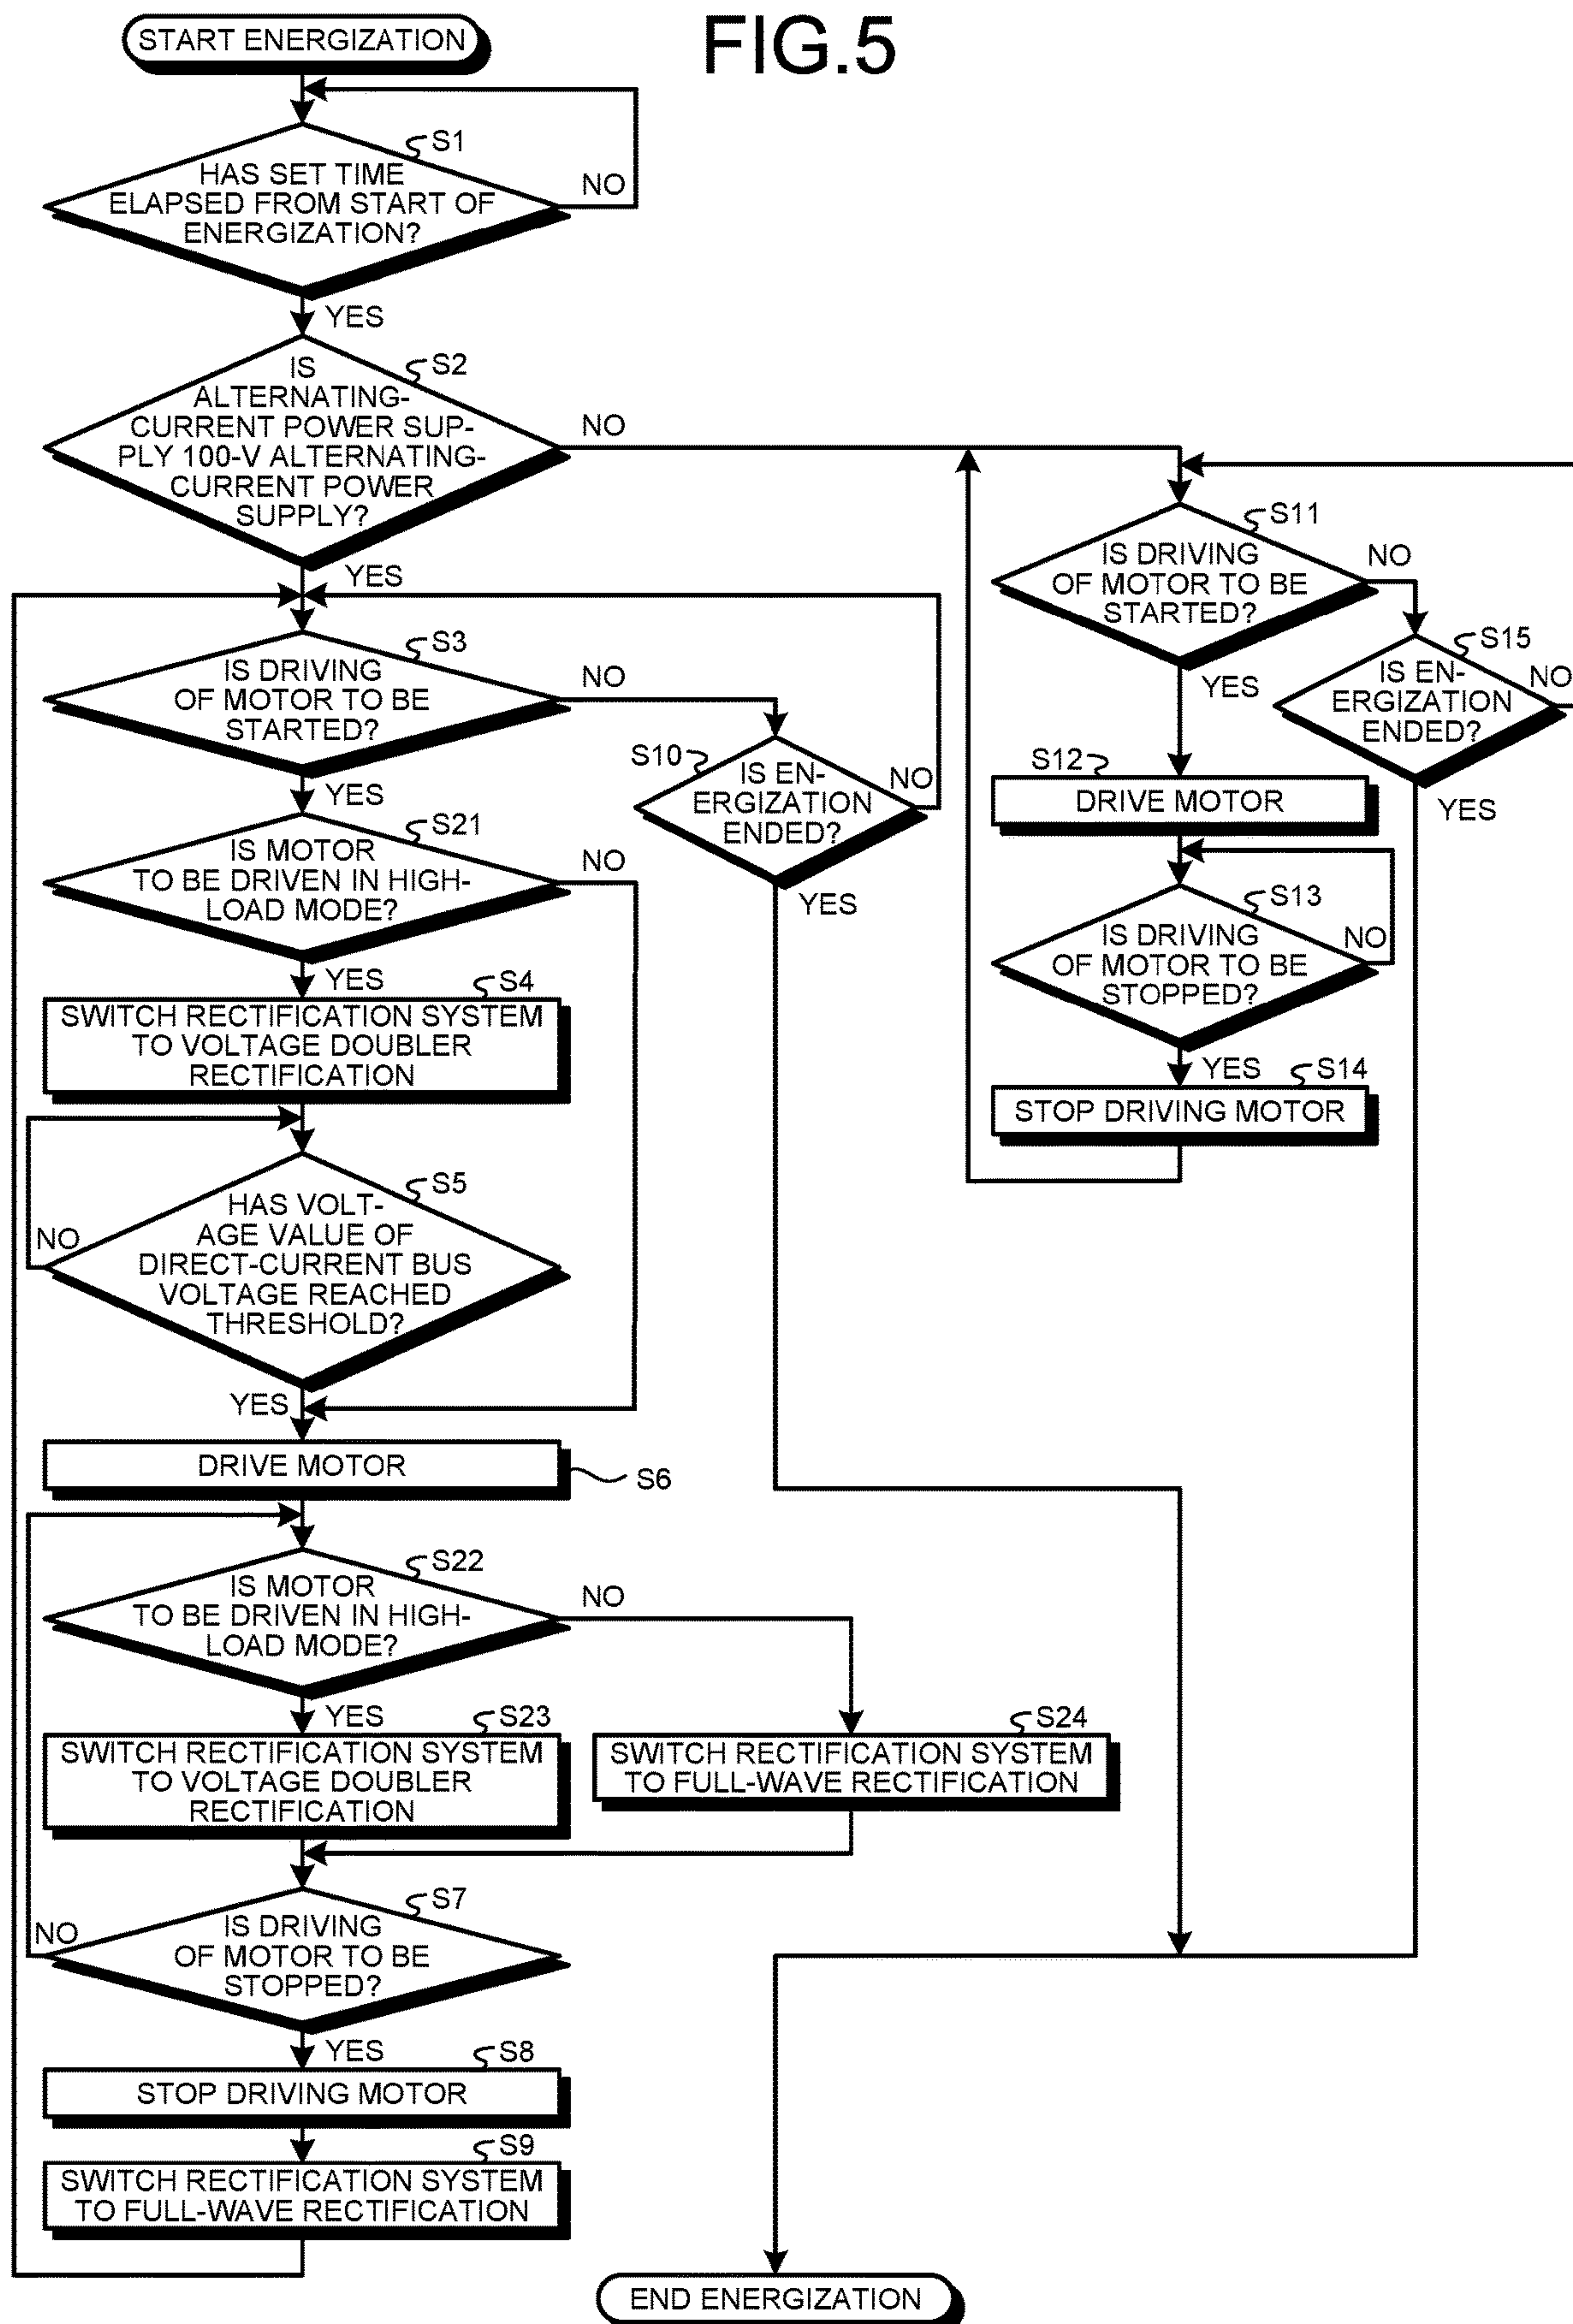 FIG.5
START ENERGIZATION
S1
HAS SET TIME
ELAPSED FROM START OF
ENERGIZATION?
NO
YES
S2
IS
ALTERNATING-
CURRENT POWER SUP-
PLY 100-V ALTERNATING-
CURRENT POWER
SUPPLY?
NO
YES
S3
IS DRIVING
OF MOTOR TO BE
STARTED?
NO
YES
S10
IS EN-
ERGIZATION
ENDED?
NO
YES
S21
IS MOTOR
TO BE DRIVEN IN HIGH-
LOAD MODE?
NO
YES
S4
SWITCH RECTIFICATION SYSTEM
TO VOLTAGE DOUBLER
RECTIFICATION
S5
HAS VOLT-
AGE VALUE OF
DIRECT-CURRENT BUS
VOLTAGE REACHED
THRESHOLD?
NO
YES
DRIVE MOTOR
S6
S22
IS MOTOR
TO BE DRIVEN IN HIGH-
LOAD MODE?
NO
YES
S23
SWITCH RECTIFICATION SYSTEM
TO VOLTAGE DOUBLER
RECTIFICATION
S24
SWITCH RECTIFICATION SYSTEM
TO FULL-WAVE RECTIFICATION
S7
IS DRIVING
OF MOTOR TO BE
STOPPED?
NO
YES
S8
STOP DRIVING MOTOR
S9
SWITCH RECTIFICATION SYSTEM
TO FULL-WAVE RECTIFICATION
S11
IS DRIVING
OF MOTOR TO BE
STARTED?
NO
YES
S15
IS EN-
ERGIZATION
ENDED?
NO
YES
S12
DRIVE MOTOR
S13
IS DRIVING
OF MOTOR TO BE
STOPPED?
NO
YES
S14
STOP DRIVING MOTOR
END ENERGIZATION